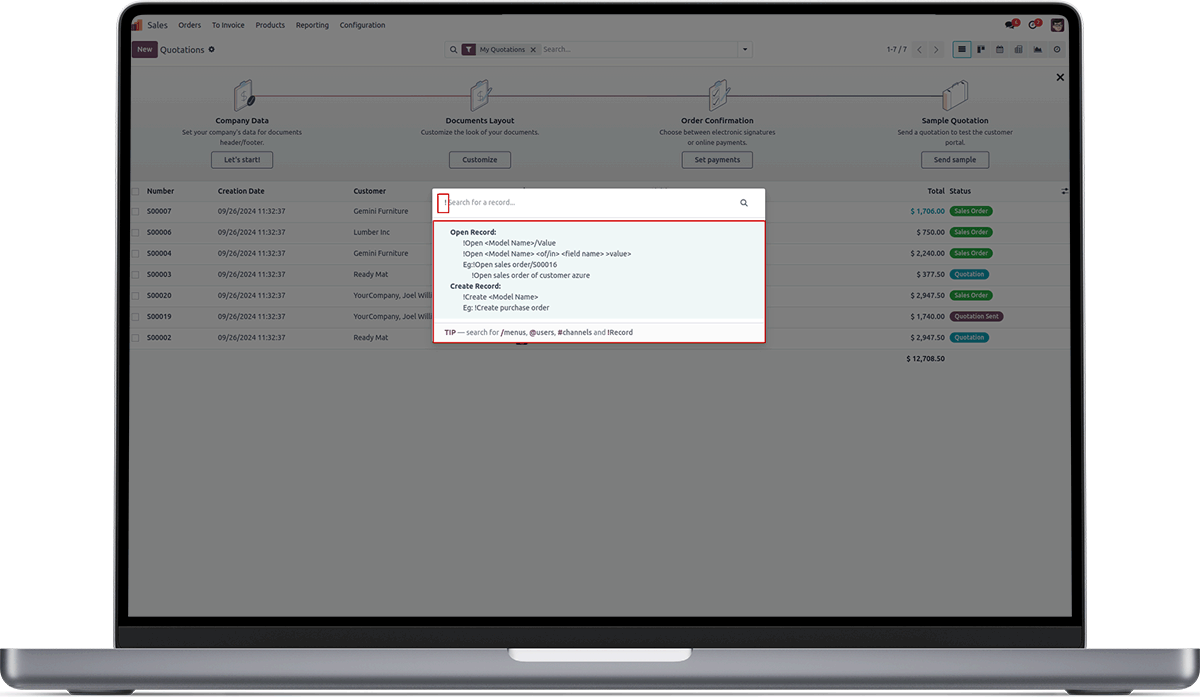 Sales Orders To Invoice Products Reporting Configuration
New Quotations My Quotations Search... 1-7 / 7
Company Data
Set your company's data for documents
header/footer.
Let's start!
Documents Layout
Customize the look of your documents.
Customize
Order Confirmation
Choose between electronic signatures
or online payments.
Set payments
Sample Quotation
Send a quotation to test the customer
portal.
Send sample
Number Creation Date Customer Total Status
S00007 09/26/2024 11:32:37 Gemini Furniture $ 1,706.00 Sales Order
S00006 09/26/2024 11:32:37 Lumber Inc $ 750.00 Sales Order
S00004 09/26/2024 11:32:37 Gemini Furniture $ 2,240.00 Sales Order
S00003 09/26/2024 11:32:37 Ready Mat $ 377.50 Quotation
S00020 09/26/2024 11:32:37 YourCompany, Joel Willi $ 2,947.50 Sales Order
S00019 09/26/2024 11:32:37 YourCompany, Joel Willi $ 1,740.00 Quotation Sent
S00002 09/26/2024 11:32:37 Ready Mat $ 2,947.50 Quotation
$ 12,708.50
! Search for a record...
Open Record:
!Open <Model Name>/Value
!Open <Model Name> <of/in> <field name> >value>
Eg:!Open sales order/S00016
!Open sales order of customer azure
Create Record:
!Create <Model Name>
Eg: !Create purchase order
TIP — search for /menus, @users, #channels and !Record